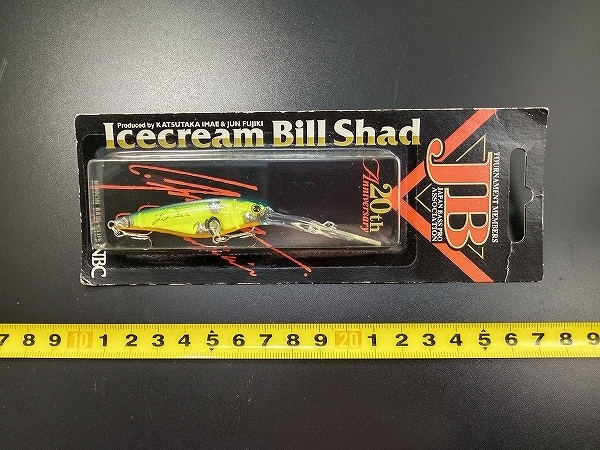 Produced by KATSUTAKA IMAE & JUN FUJIKI
Icecream Bill Shad
20th
Anniversary
JB
TOURNAMENT MEMBERS
JAPAN BASS PRO
ASSOCIATION
NBC
7 8 9 10 1 2 3 4 5 6 7 8 9 20 1 2 3 4 5 6 7 8 9